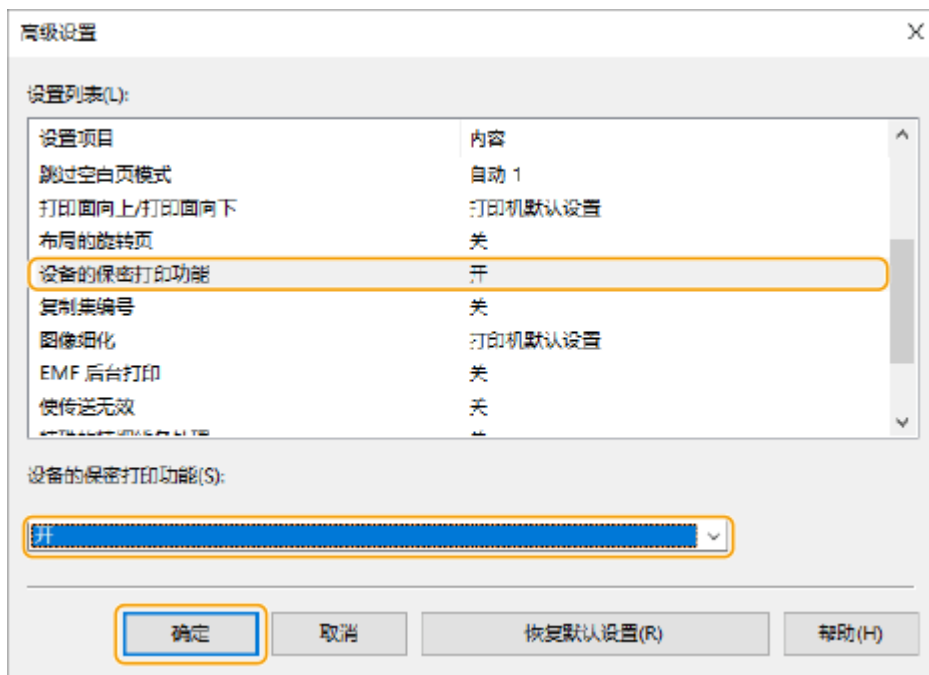 高级设置
设置列表(L):
设置项目 内容
跳过空白页模式 自动 1
打印面向上/打印面向下 打印机默认设置
布局的旋转页 关
设备的保密打印功能 开
复制集编号 关
图像细化 打印机默认设置
EMF 后台打印 关
使传送无效 关
设备的保密打印功能(S):
开
确定 取消 恢复默认设置(R) 帮助(H)